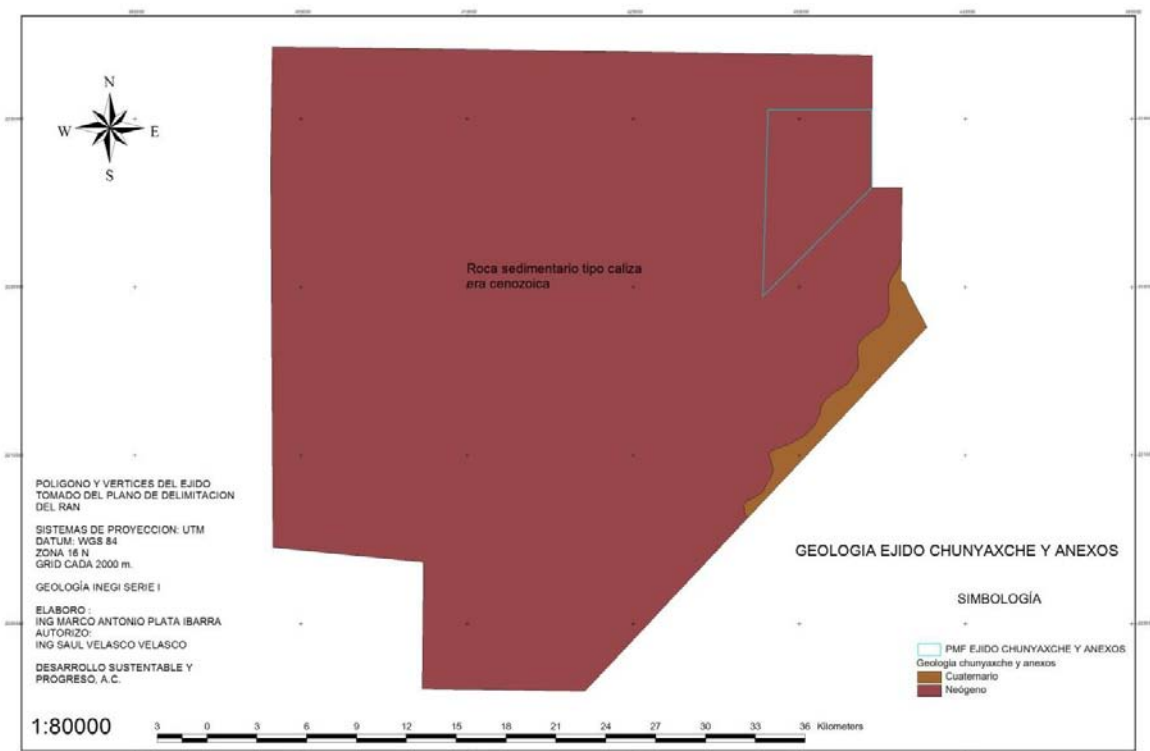 N
W E
S
Roca sedimentario tipo caliza
era cenozoica
POLIGONO Y VERTICES DEL EJIDO
TOMADO DEL PLANO DE DELIMITACION
DEL RAN
SISTEMAS DE PROYECCION: UTM
DATUM: WGS 84
ZONA 16 N
GRID CADA 2000 m.
GEOLOGÍA INEGI SERIE I
ELABORO :
ING MARCO ANTONIO PLATA IBARRA
AUTORIZO:
ING SAUL VELASCO VELASCO
DESARROLLO SUSTENTABLE Y
PROGRESO, A.C.
GEOLOGIA EJIDO CHUNYAXCHE Y ANEXOS
SIMBOLOGÍA
PMF EJIDO CHUNYAXCHE Y ANEXOS
Geología chunyaxche y anexos
Cuaternario
Neógeno
1:80000
3 0 3 6 9 12 15 18 21 24 27 30 33 36 Kilometers